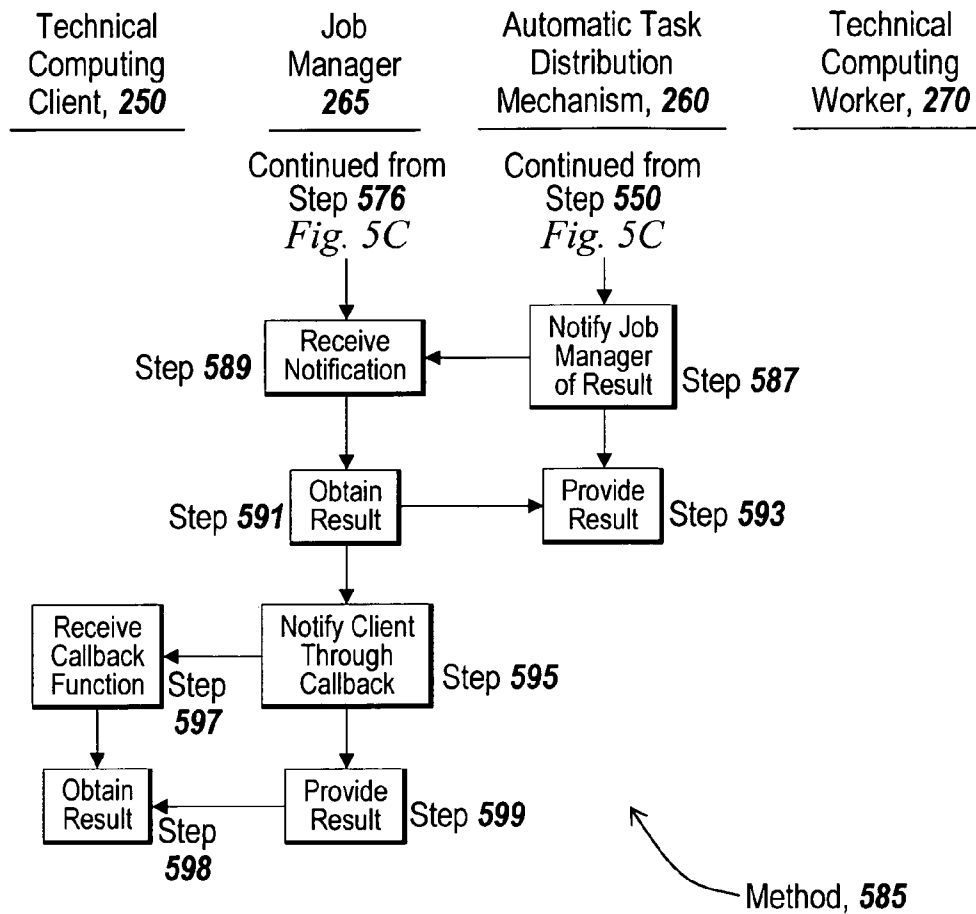 Technical
Computing
Client, 250
Job
Manager
265
Automatic Task
Distribution
Mechanism, 260
Technical
Computing
Worker, 270
Continued from
Step 576
Fig. 5C
Continued from
Step 550
Fig. 5C
Step 589
Receive
Notification
Notify Job
Manager
of Result
Step 587
Step 591
Obtain
Result
Provide
Result
Step 593
Receive
Callback
Function
Step
597
Notify Client
Through
Callback
Step 595
Obtain
Result
Step
598
Provide
Result
Step 599
Method, 585